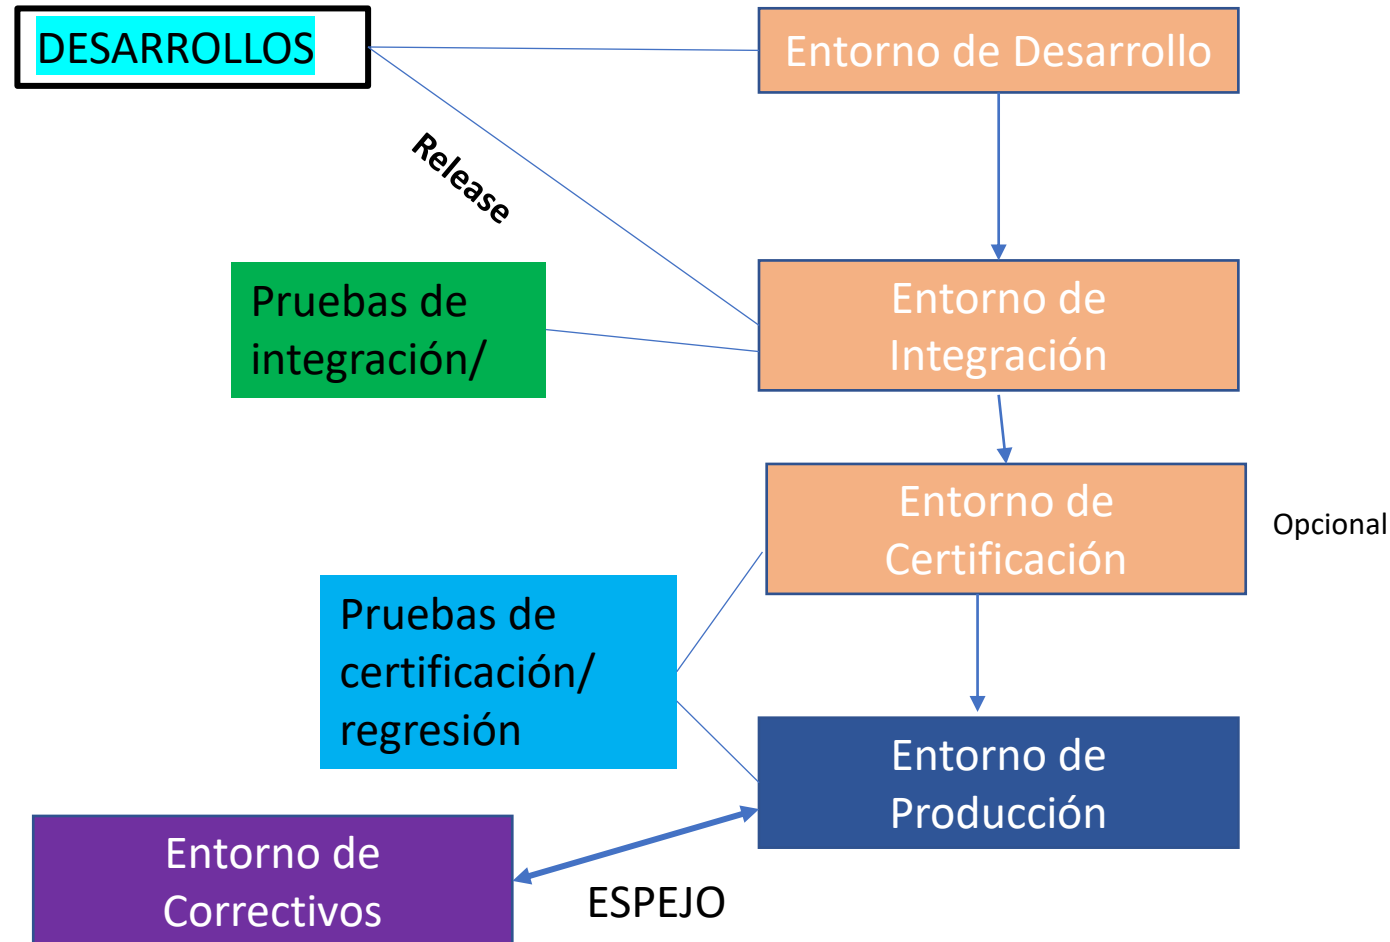 DESARROLLOS
Entorno de Desarrollo
Release
Pruebas de
integración/
Entorno de
Integración
Entorno de
Certificación
Opcional
Pruebas de
certificación/
regresión
Entorno de
Producción
Entorno de
Correctivos
ESPEJO